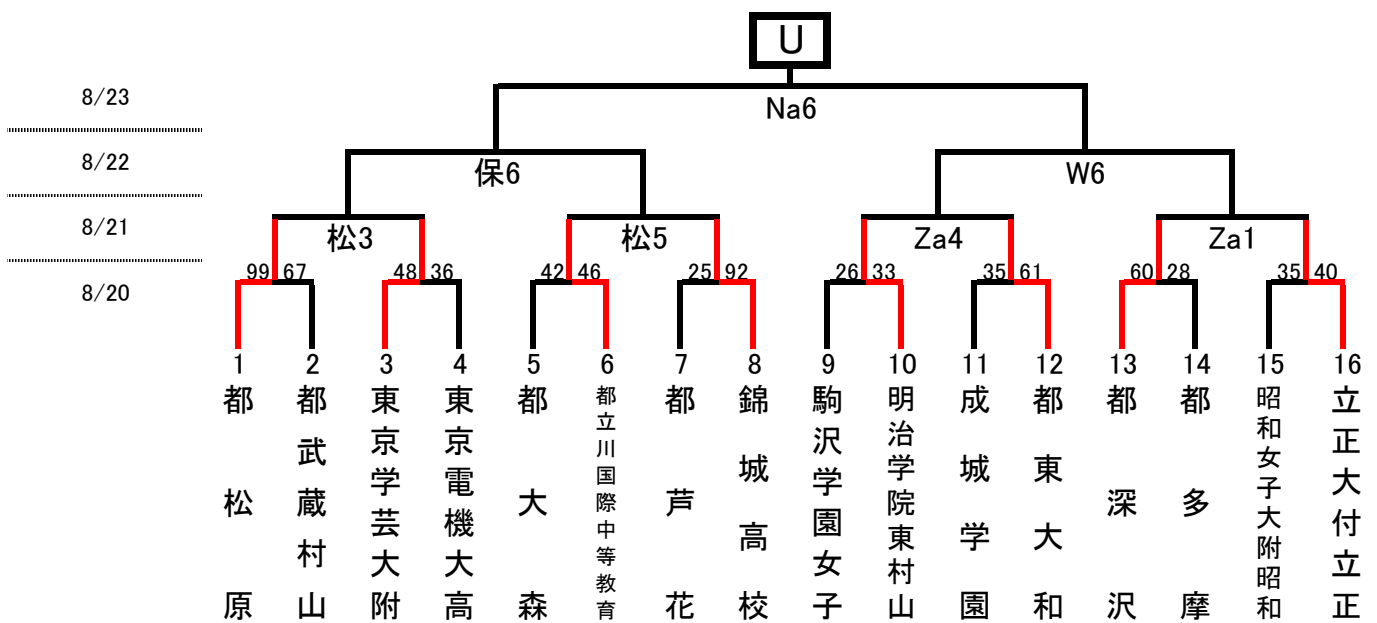 U
8/23
Na6
8/22
保6
W6
8/21
松3
松5
Za4
Za1
99 67
48 36
42 46
25 92
26 33
35 61
60 28
35 40
8/20
1
2
3
4
5
6
7
8
9
10
11
12
13
14
15
16
都松原
都武蔵村山
東京学芸大附
東京電機大高
都大森
都立川国際中等教育
都芦花
錦城高校
駒沢学園女子
明治学院東村山
成城学園
都東大和
都深沢
都多摩
昭和女子大附昭和
立正大付立正